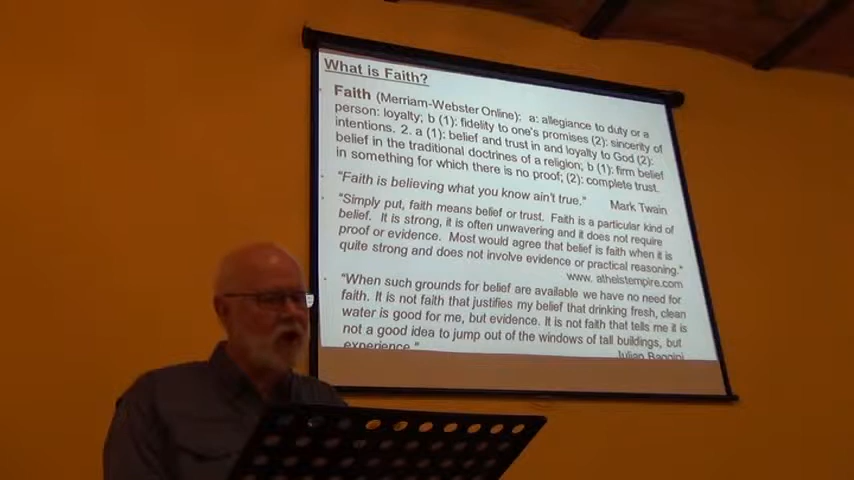 What is Faith?
Faith (Merriam-Webster Online); a: allegiance to duty or a
person: loyalty; b (1): fidelity to one's promises (2): sincerity of
intentions. 2. a (1): belief and trust in and loyalty to God (2):
belief in the traditional doctrines of a religion; b (1): firm belief
in something for which there is no proof; (2): complete trust.
"Faith is believing what you know ain't true." Mark Twain
"Simply put, faith means belief or trust. Faith is a particular kind of
belief. It is strong, it is often unwavering and it does not require
proof or evidence. Most would agree that belief is faith when it is
quite strong and does not involve evidence or practical reasoning."
www. atheistempire.com
"When such grounds for belief are available we have no need for
faith. It is not faith that justifies my belief that drinking fresh, clean
water is good for me, but evidence. It is not faith that tells me it is
not a good idea to jump out of the windows of tall buildings, but
experience." Julian Baggini